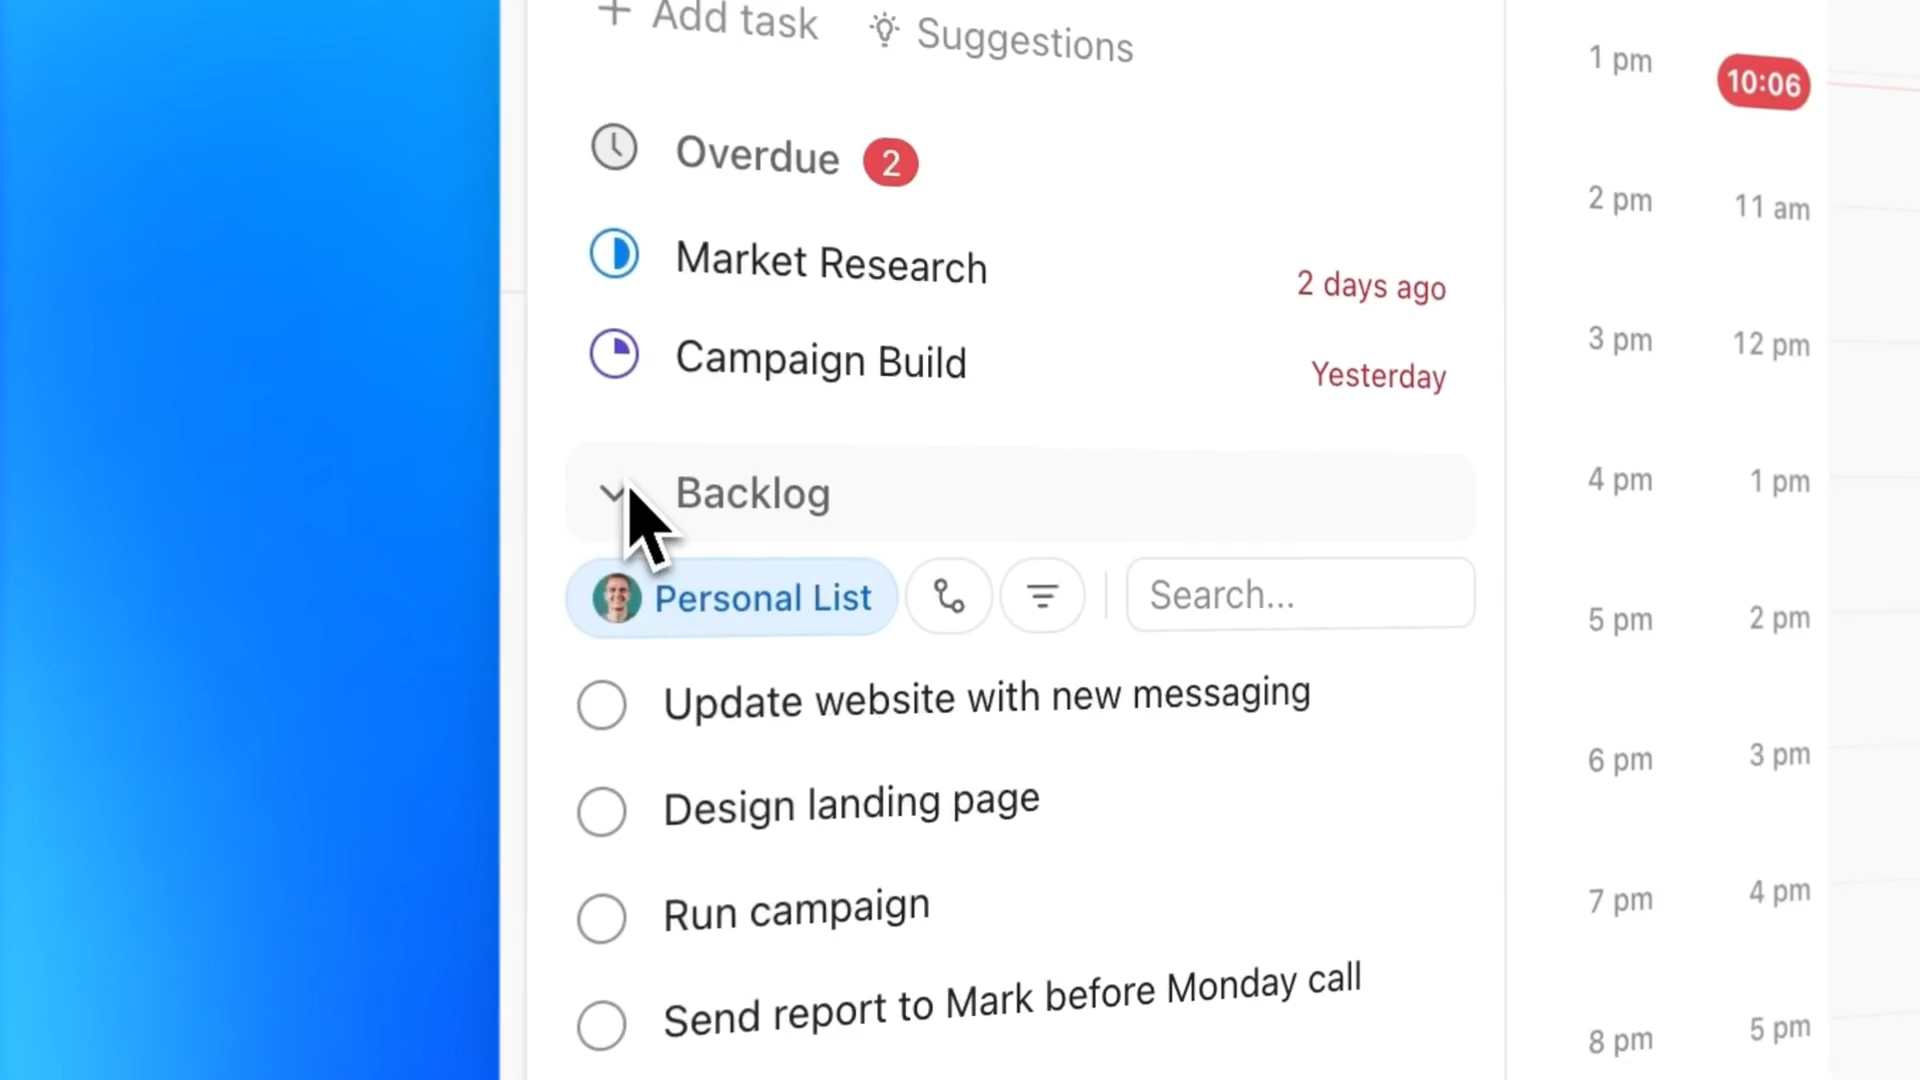 Add task
Suggestions
Overdue 2
Market Research
2 days ago
Campaign Build
Yesterday
Backlog
Personal List
Search...
Update website with new messaging
Design landing page
Run campaign
Send report to Mark before Monday call
1 pm 10:06
2 pm 11 am
3 pm 12 pm
4 pm 1 pm
5 pm 2 pm
6 pm 3 pm
7 pm 4 pm
8 pm 5 pm